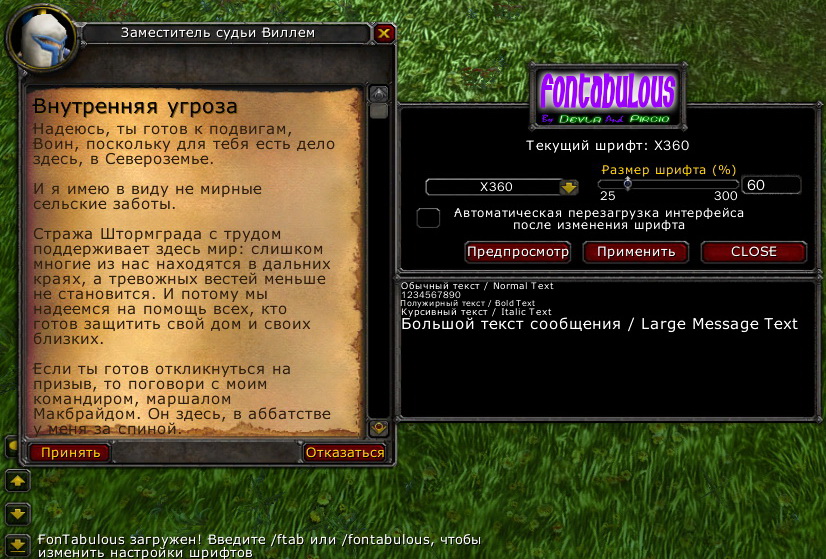 Заместитель судьи Виллем
Внутренняя угроза
Надеюсь, ты готов к подвигам,
Воин, поскольку для тебя есть дело
здесь, в Североземье.
И я имею в виду не мирные
сельские заботы.
Стража Штормграда с трудом
поддерживает здесь мир: слишком
многие из нас находятся в дальних
краях, а тревожных вестей меньше
не становится. И потому мы
надеемся на помощь всех, кто
готов защитить свой дом и своих
близких.
Если ты готов откликнуться на
призыв, то поговори с моим
командиром, маршалом
Макбрайдом. Он здесь, в аббатстве
у меня за спиной.
Принять
Отказаться
fontabulous
By Devla And Pircio
Текущий шрифт: X360
Размер шрифта (%)
X360
25
300
60
Автоматическая перезагрузка интерфейса
после изменения шрифта
Предпросмотр
Применить
CLOSE
Обычный текст / Normal Text
1234567890
Полужирный текст / Bold Text
Курсивный текст / Italic Text
Большой текст сообщения / Large Message Text
FonTabulous загружен! Введите /ftab или /fontabulous, чтобы
изменить настройки шрифтов